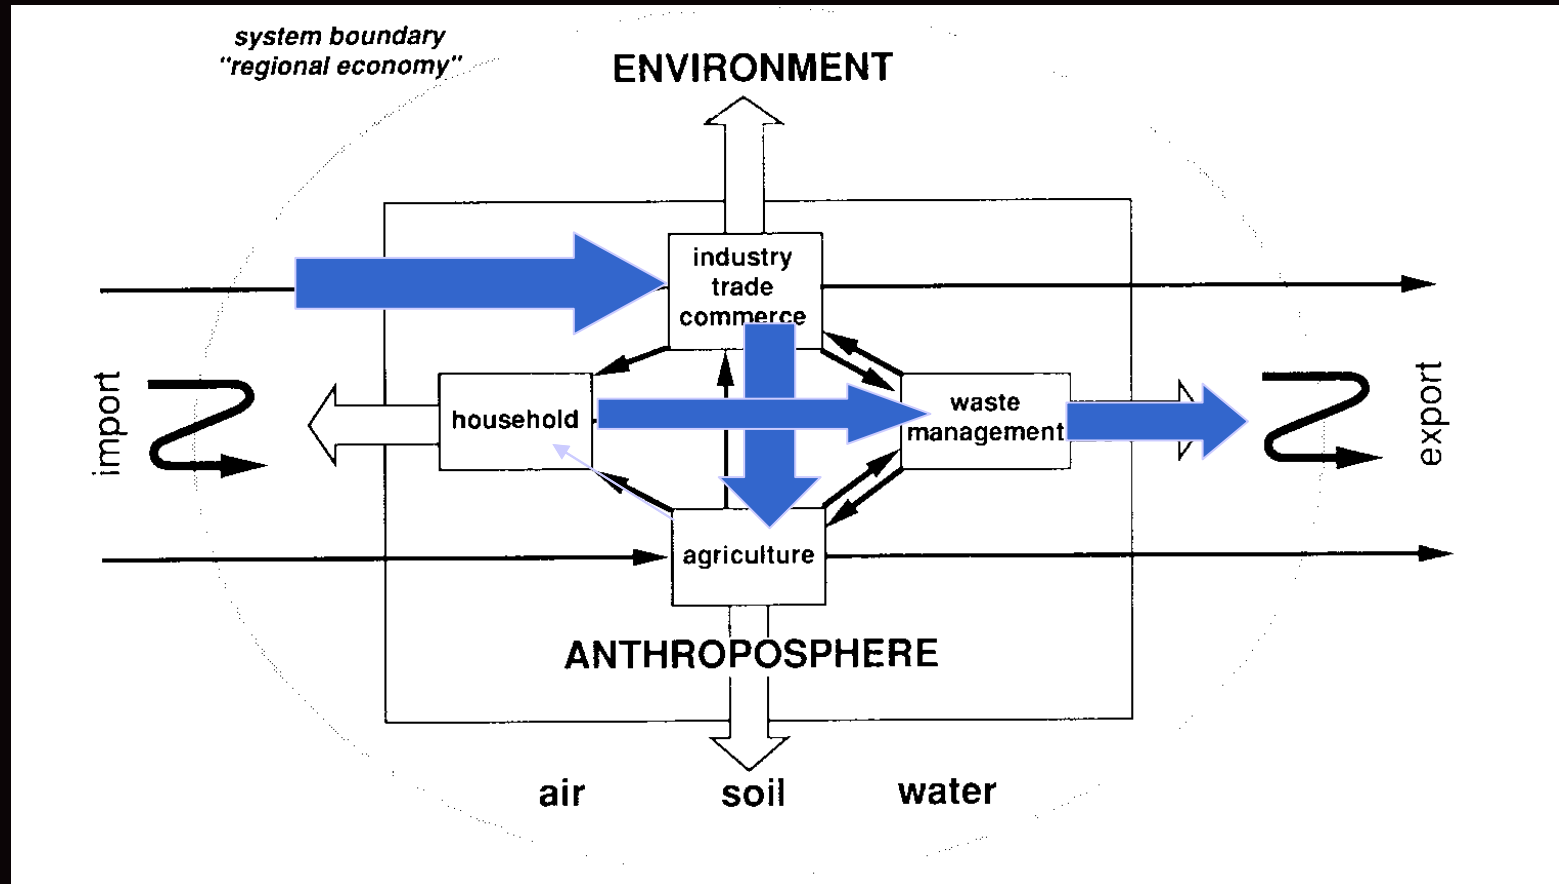 system boundary
"regional economy"
ENVIRONMENT
industry
trade
commerce
import
household
waste
management
export
agriculture
ANTHROPOSPHERE
air soil water